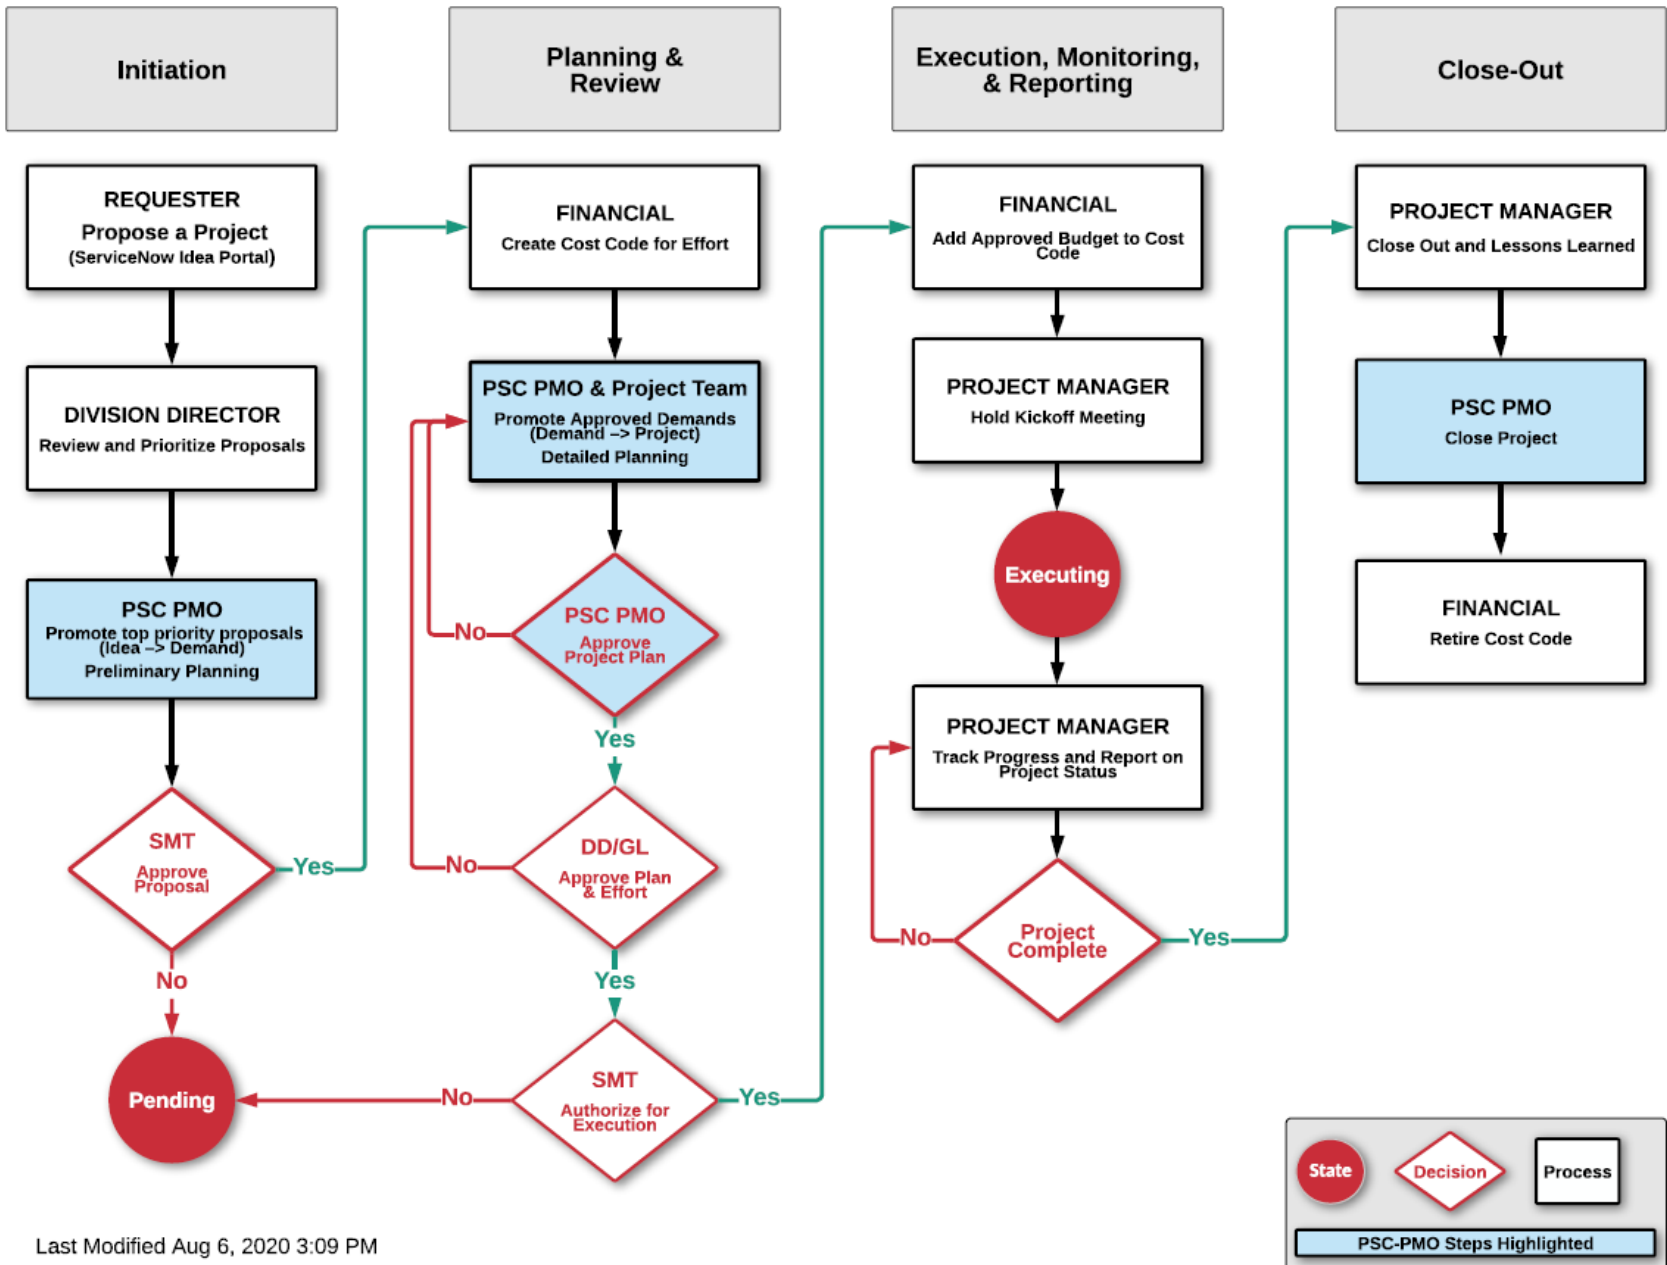 Initiation
Planning &
Review
Execution, Monitoring,
& Reporting
Close-Out
REQUESTER
Propose a Project
(ServiceNow Idea Portal)
DIVISION DIRECTOR
Review and Prioritize Proposals
PSC PMO
Promote top priority proposals
(Idea –> Demand)
Preliminary Planning
SMT
Approve
Proposal
Yes
No
Pending
FINANCIAL
Create Cost Code for Effort
PSC PMO & Project Team
Promote Approved Demands
(Demand –> Project)
Detailed Planning
PSC PMO
Approve
Project Plan
No
Yes
DD/GL
Approve Plan
& Effort
No
Yes
SMT
Authorize for
Execution
No
Yes
FINANCIAL
Add Approved Budget to Cost
Code
PROJECT MANAGER
Hold Kickoff Meeting
Executing
PROJECT MANAGER
Track Progress and Report on
Project Status
Project
Complete
No
Yes
PROJECT MANAGER
Close Out and Lessons Learned
PSC PMO
Close Project
FINANCIAL
Retire Cost Code
State
Decision
Process
PSC-PMO Steps Highlighted
Last Modified Aug 6, 2020 3:09 PM